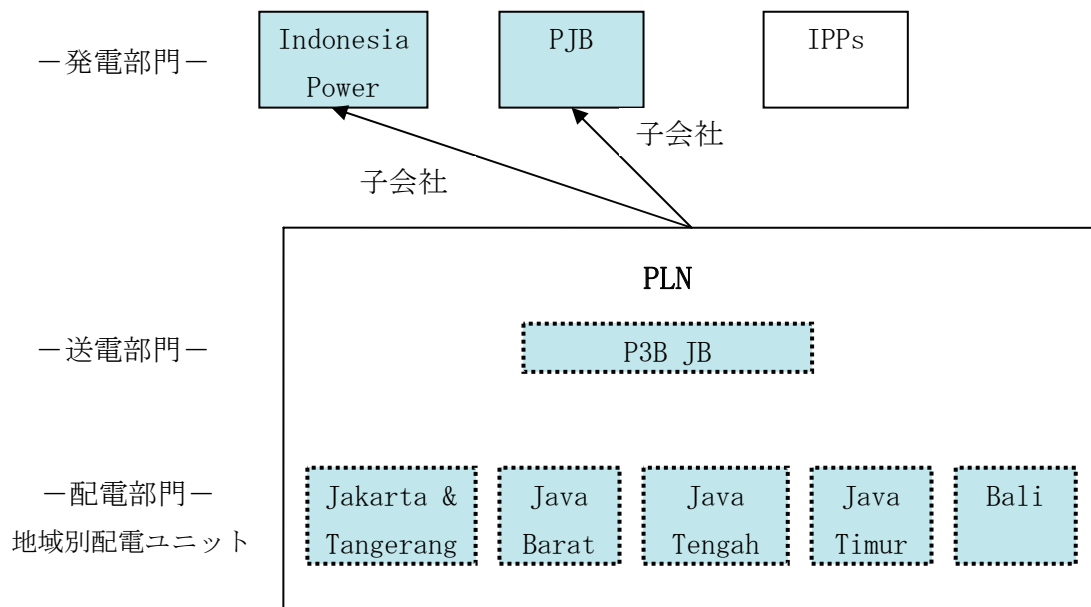 －発電部門－
Indonesia
Power
PJB
IPPs
子会社
子会社
PLN
－送電部門－
P3B JB
－配電部門－
地域別配電ユニット
Jakarta &
Tangerang
Java
Barat
Java
Tengah
Java
Timur
Bali